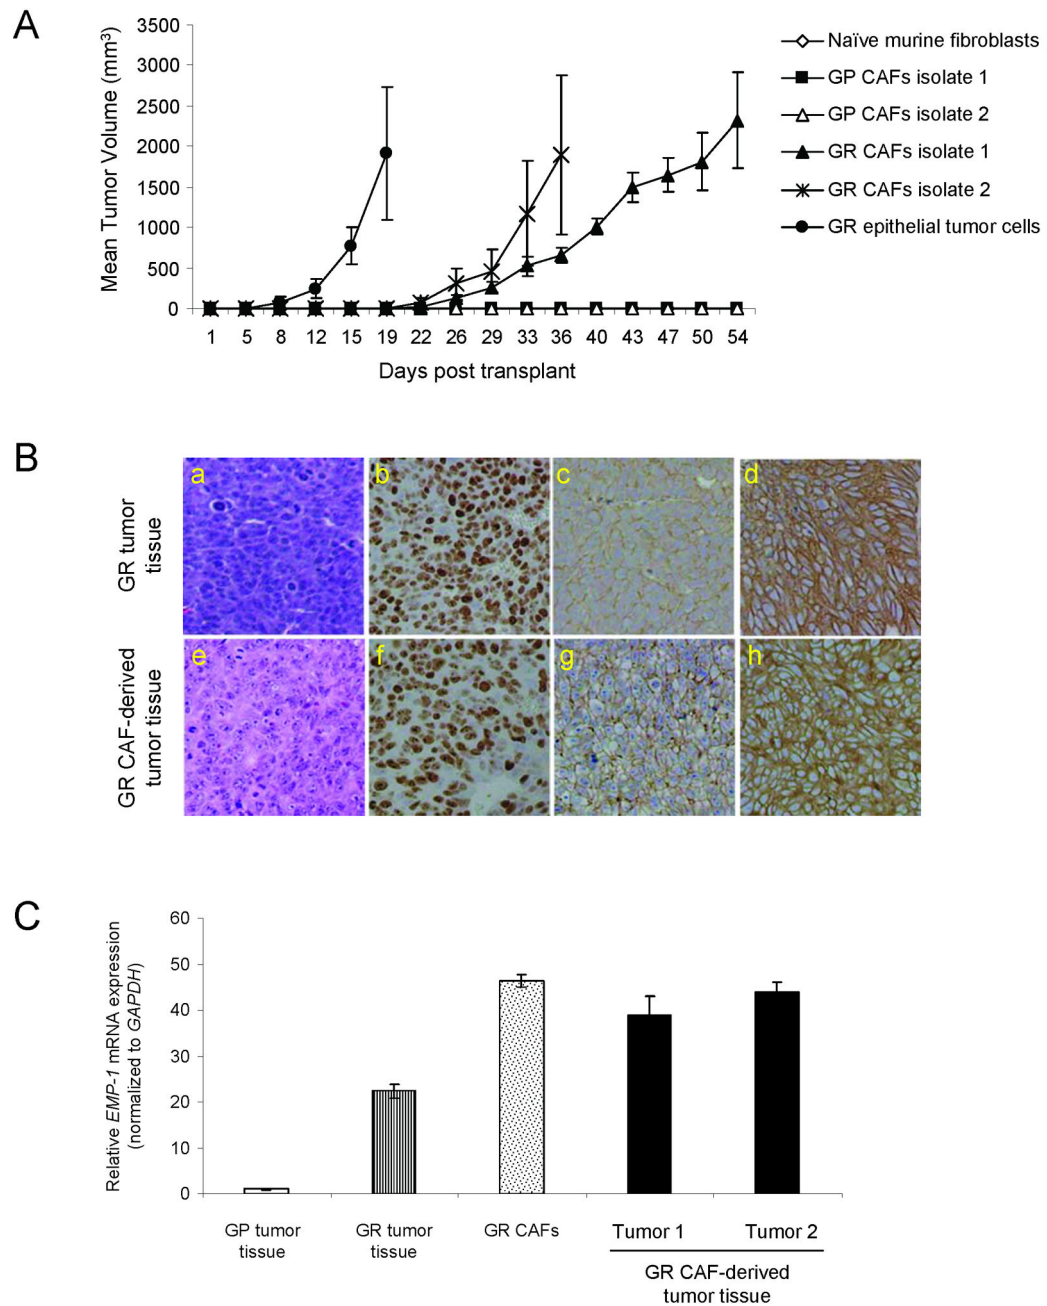 A
Mean Tumor Volume (mm³)
3500
3000
2500
2000
1500
1000
500
0
1 5 8 12 15 19 22 26 29 33 36 40 43 47 50 54
Days post transplant
Naïve murine fibroblasts
GP CAFs isolate 1
GP CAFs isolate 2
GR CAFs isolate 1
GR CAFs isolate 2
GR epithelial tumor cells
B
GR tumor
tissue
a b c d
GR CAF-derived
tumor tissue
e f g h
C
Relative EMP-1 mRNA expression
(normalized to GAPDH)
60
50
40
30
20
10
0
GP tumor
tissue
GR tumor
tissue
GR CAFs
Tumor 1
Tumor 2
GR CAF-derived
tumor tissue